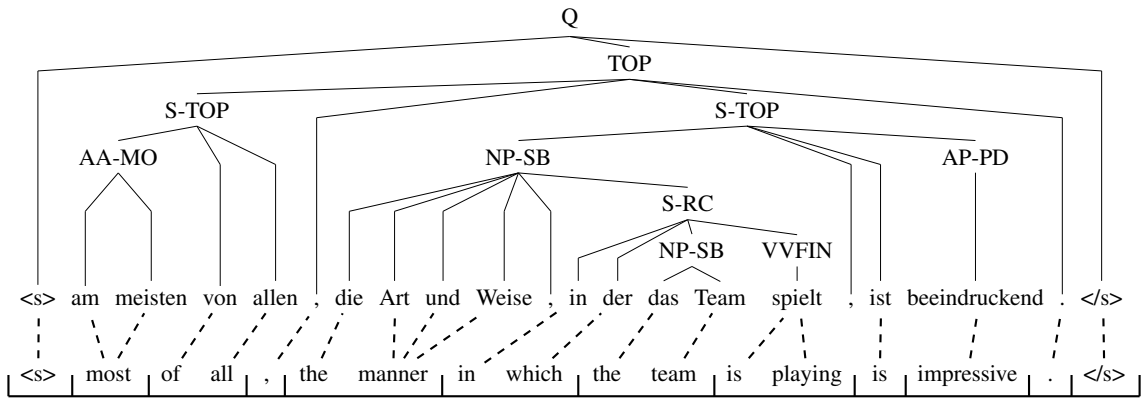 Q
TOP
S-TOP S-TOP
AA-MO NP-SB AP-PD
S-RC
NP-SB VVFIN
<s> am meisten von allen , die Art und Weise , in der das Team spielt , ist beeindruckend . </s>
<s> most of all , the manner in which the team is playing is impressive . </s>